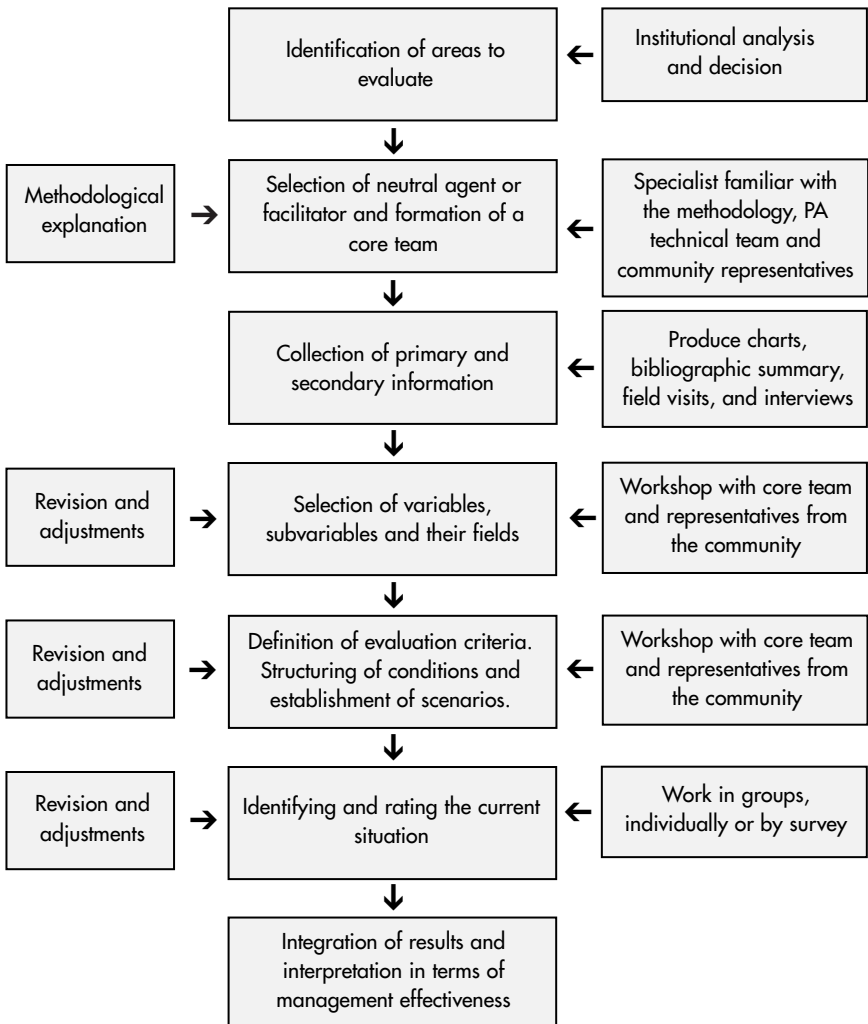 Identification of areas to
evaluate
Institutional analysis
and decision
Methodological
explanation
Selection of neutral agent or
facilitator and formation of a
core team
Specialist familiar with
the methodology, PA
technical team and
community representatives
Collection of primary and
secondary information
Produce charts,
bibliographic summary,
field visits, and interviews
Revision and
adjustments
Selection of variables,
subvariables and their fields
Workshop with core team
and representatives from
the community
Revision and
adjustments
Definition of evaluation criteria.
Structuring of conditions and
establishment of scenarios.
Workshop with core team
and representatives from
the community
Revision and
adjustments
Identifying and rating the current
situation
Work in groups,
individually or by survey
Integration of results and
interpretation in terms of
management effectiveness